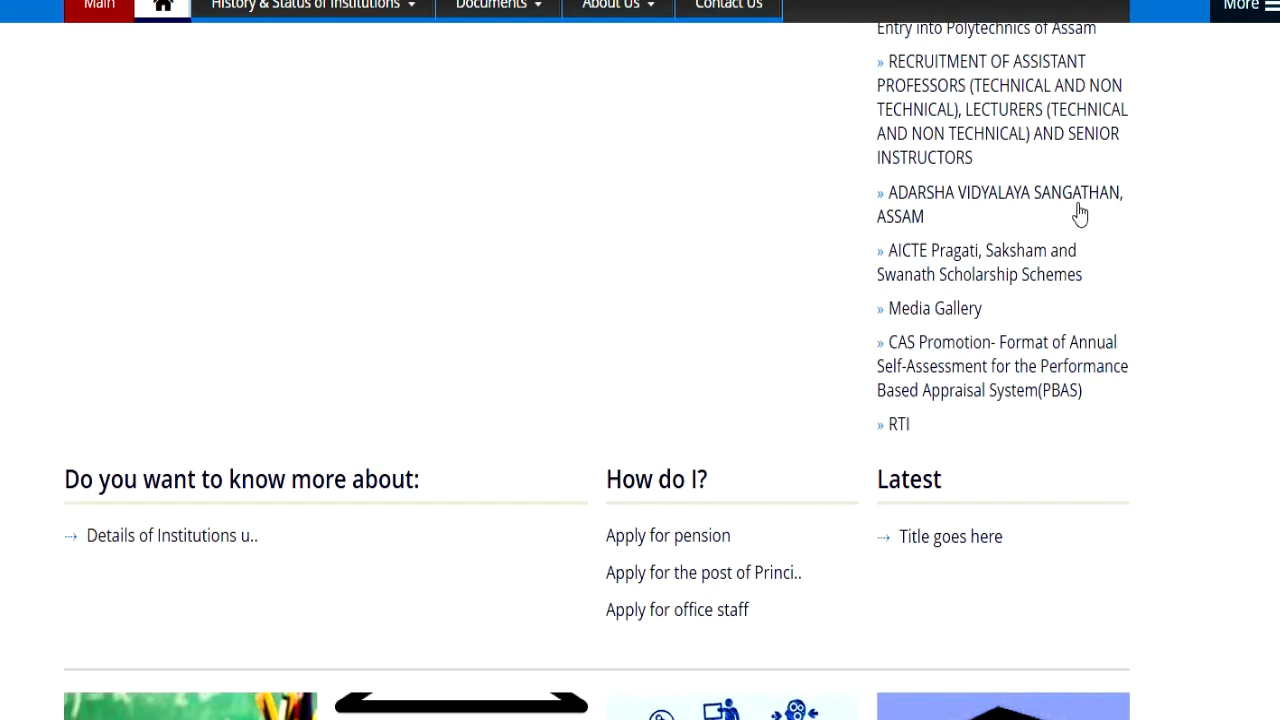 Main
History & Status of Institutions
Documents
About Us
Contact Us
More
Entry into Polytechnics of Assam
» RECRUITMENT OF ASSISTANT
PROFESSORS (TECHNICAL AND NON
TECHNICAL), LECTURERS (TECHNICAL
AND NON TECHNICAL) AND SENIOR
INSTRUCTORS
» ADARSHA VIDYALAYA SANGATHAN,
ASSAM
» AICTE Pragati, Saksham and
Swanath Scholarship Schemes
» Media Gallery
» CAS Promotion- Format of Annual
Self-Assessment for the Performance
Based Appraisal System(PBAS)
» RTI
Do you want to know more about:
Details of Institutions u..
How do I?
Apply for pension
Apply for the post of Princi..
Apply for office staff
Latest
Title goes here